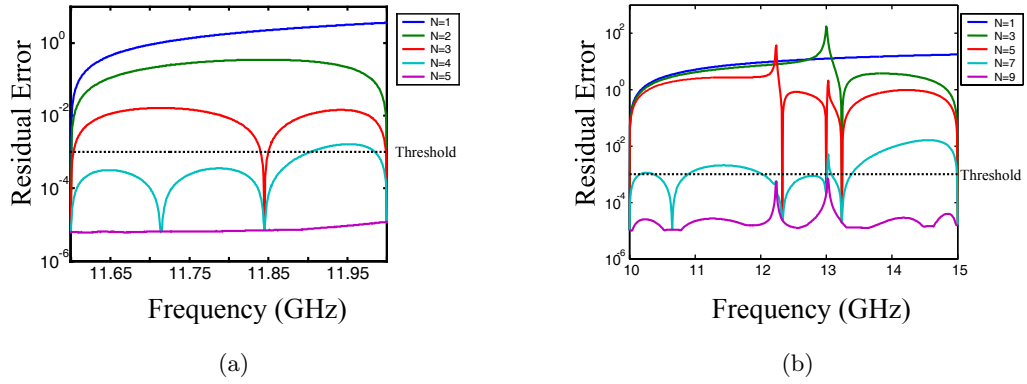 Residual Error
10^0
10^-2
10^-4
10^-6
11.65
11.75
11.85
11.95
Frequency (GHz)
Threshold
N=1
N=2
N=3
N=4
N=5
(a)
Residual Error
10^2
10^0
10^-2
10^-4
10^-6
10
11
12
13
14
15
Frequency (GHz)
Threshold
N=1
N=3
N=5
N=7
N=9
(b)